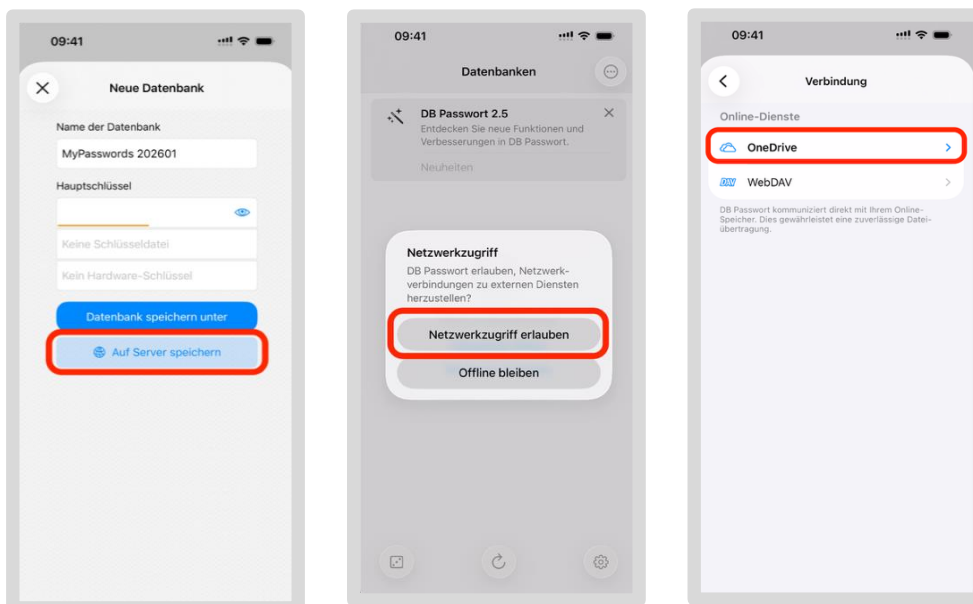 09:41
Neue Datenbank
Name der Datenbank
MyPasswords 202601
Hauptschlüssel
Keine Schlüsseldatei
Kein Hardware-Schlüssel
Datenbank speichern unter
Auf Server speichern
09:41
Datenbanken
DB Passwort 2.5
Entdecken Sie neue Funktionen und
Verbesserungen in DB Passwort.
Neuheiten
Netzwerkzugriff
DB Passwort erlauben, Netzwerk-
verbindungen zu externen Diensten
herzustellen?
Netzwerkzugriff erlauben
Offline bleiben
09:41
Verbindung
Online-Dienste
OneDrive
DAV WebDAV
DB Passwort kommuniziert direkt mit Ihrem Online-
Speicher. Dies gewährleistet eine zuverlässige Datei-
übertragung.